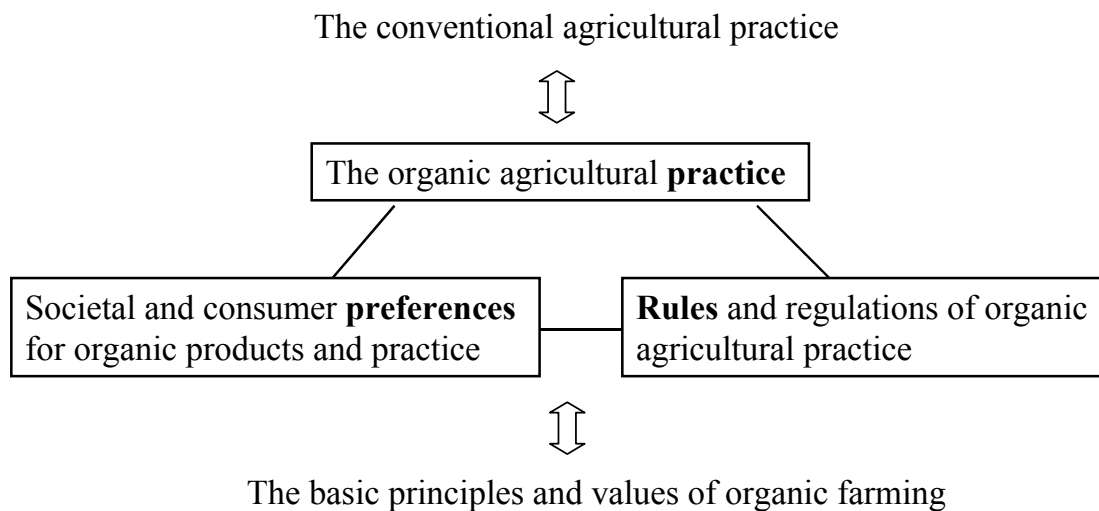 The conventional agricultural practice
The organic agricultural practice
Societal and consumer preferences
for organic products and practice
Rules and regulations of organic
agricultural practice
The basic principles and values of organic farming